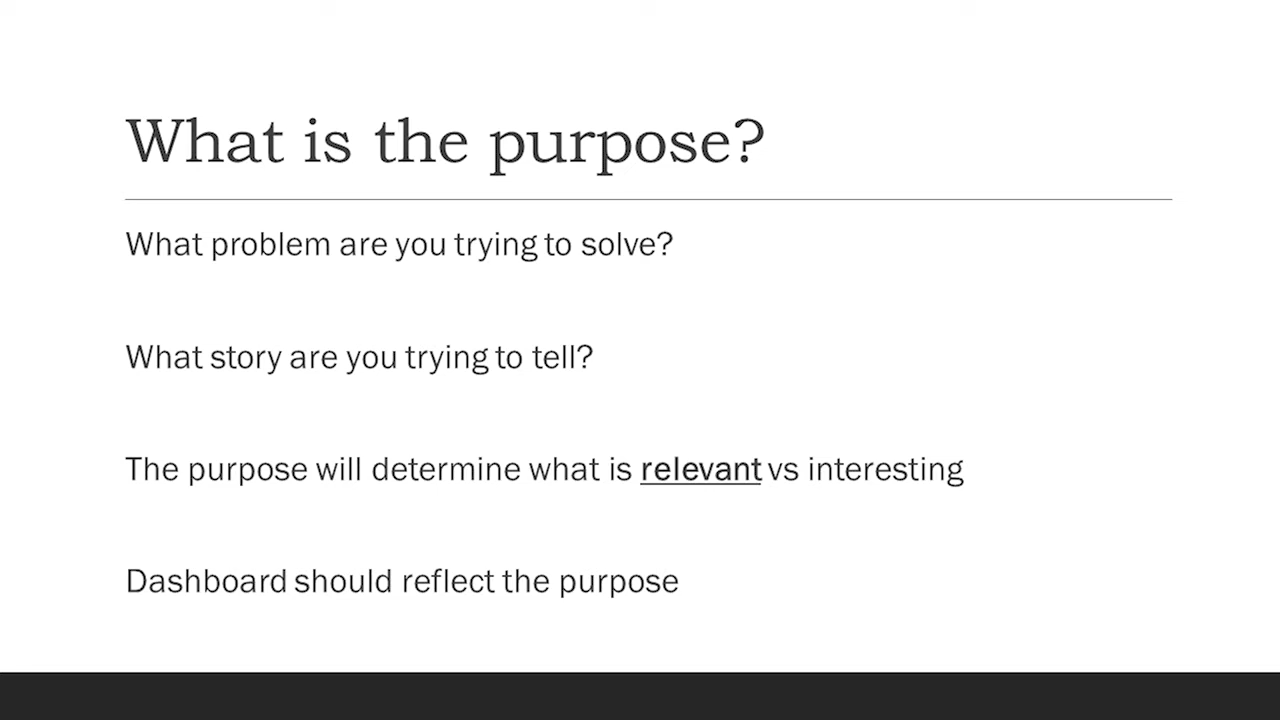 What is the purpose?
What problem are you trying to solve?
What story are you trying to tell?
The purpose will determine what is relevant vs interesting
Dashboard should reflect the purpose